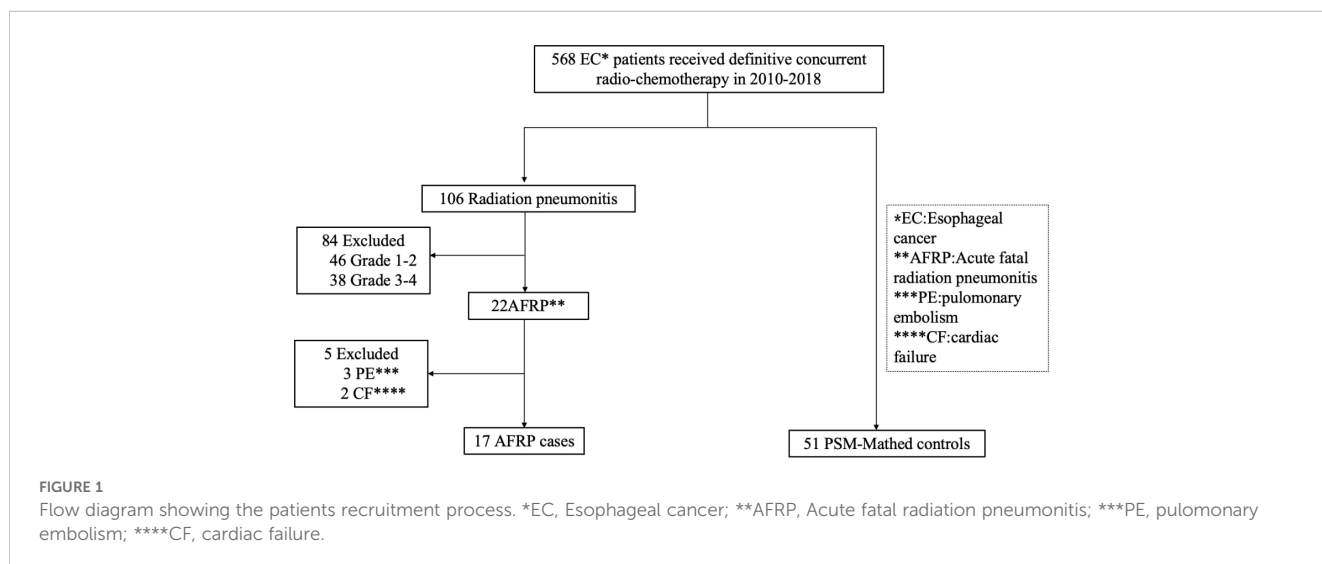 568 EC* patients received definitive concurrent
radio-chemotherapy in 2010-2018
106 Radiation pneumonitis
84 Excluded
46 Grade 1-2
38 Grade 3-4
22AFRP**
5 Excluded
3 PE***
2 CF****
17 AFRP cases
*EC:Esophageal
cancer
**AFRP:Acute fatal
radiation pneumonitis
***PE:pulomonary
embolism
****CF:cardiac
failure
51 PSM-Mathed controls
FIGURE 1
Flow diagram showing the patients recruitment process. *EC, Esophageal cancer; **AFRP, Acute fatal radiation pneumonitis; ***PE, pulomonary
embolism; ****CF, cardiac failure.